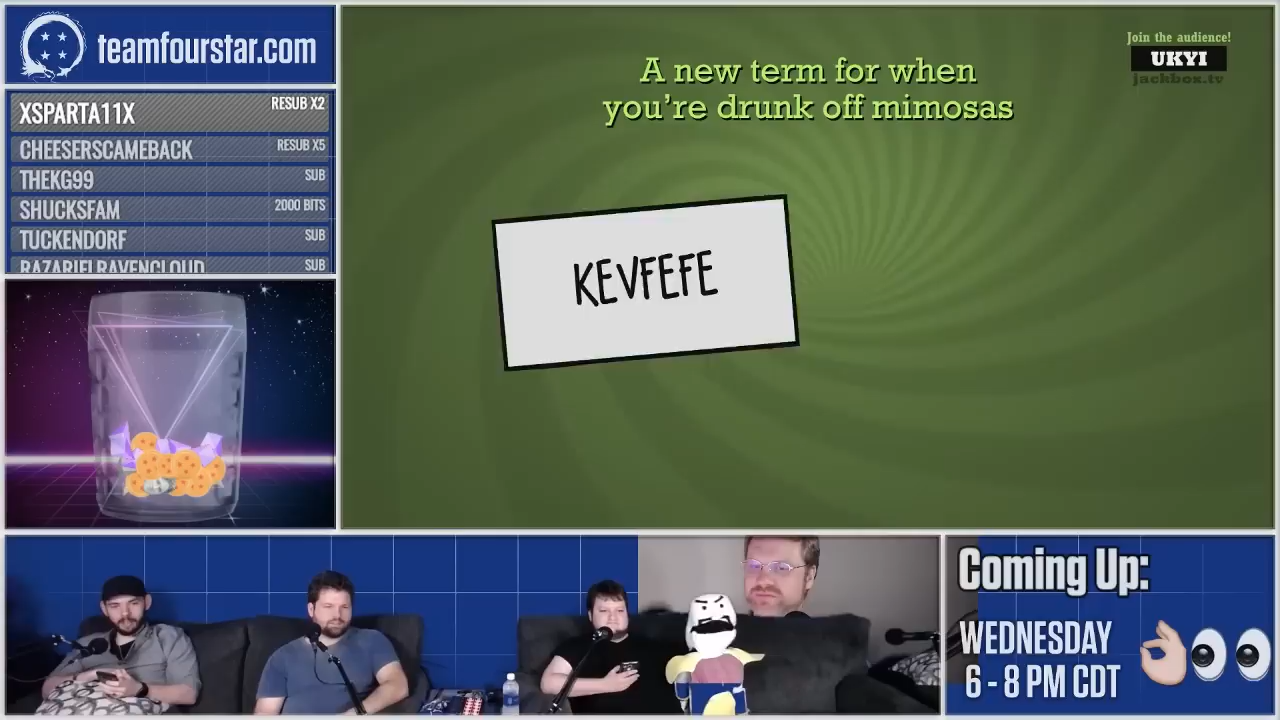 teamfourstar.com
XSPARTA11X
RESUB X2
CHEESERSCAMEBACK
RESUB X5
THEKG99
SUB
SHUCKSFAM
2000 BITS
TUCKENDORF
SUB
RAZARIELRAVENCLOUD
SUB
A new term for when
you're drunk off mimosas
Join the audience!
UKYI
jackbox.tv
KEVFEFE
Coming Up:
WEDNESDAY
6 - 8 PM CDT